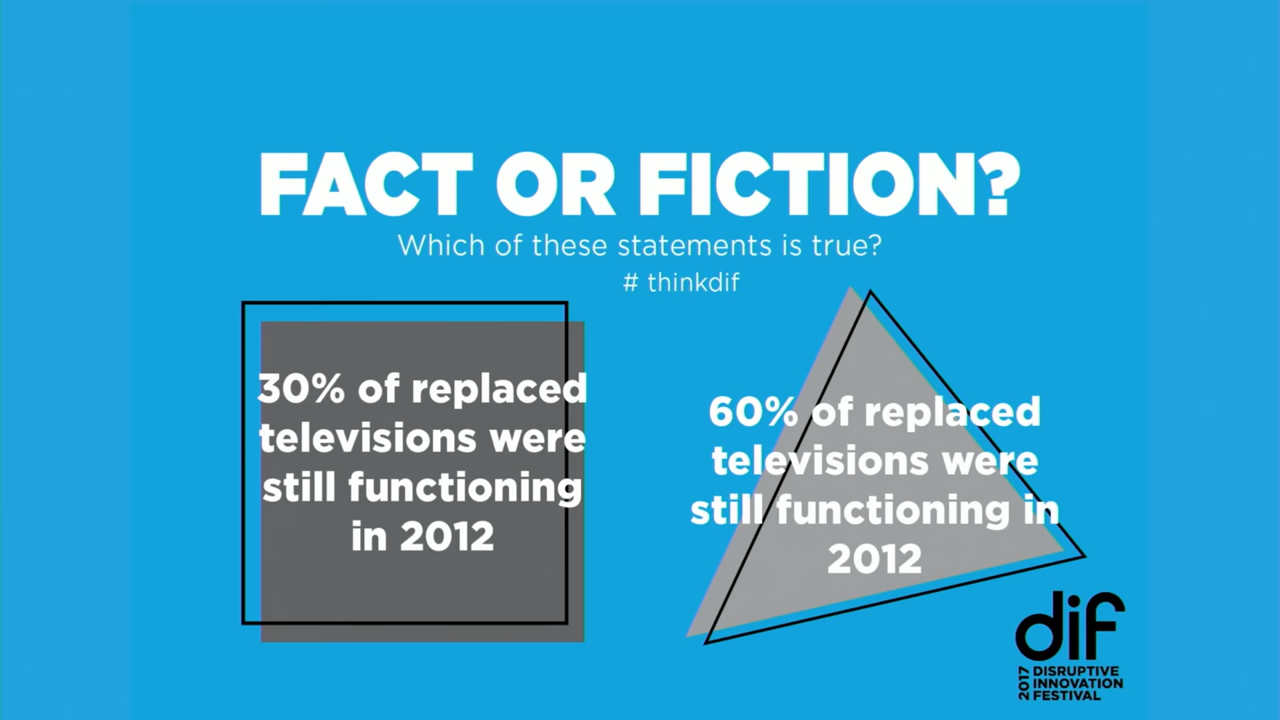 FACT OR FICTION?
Which of these statements is true?
# thinkdif
30% of replaced
televisions were
still functioning
in 2012
60% of replaced
televisions were
still functioning in
2012
dif
2017 DISRUPTIVE
INNOVATION
FESTIVAL